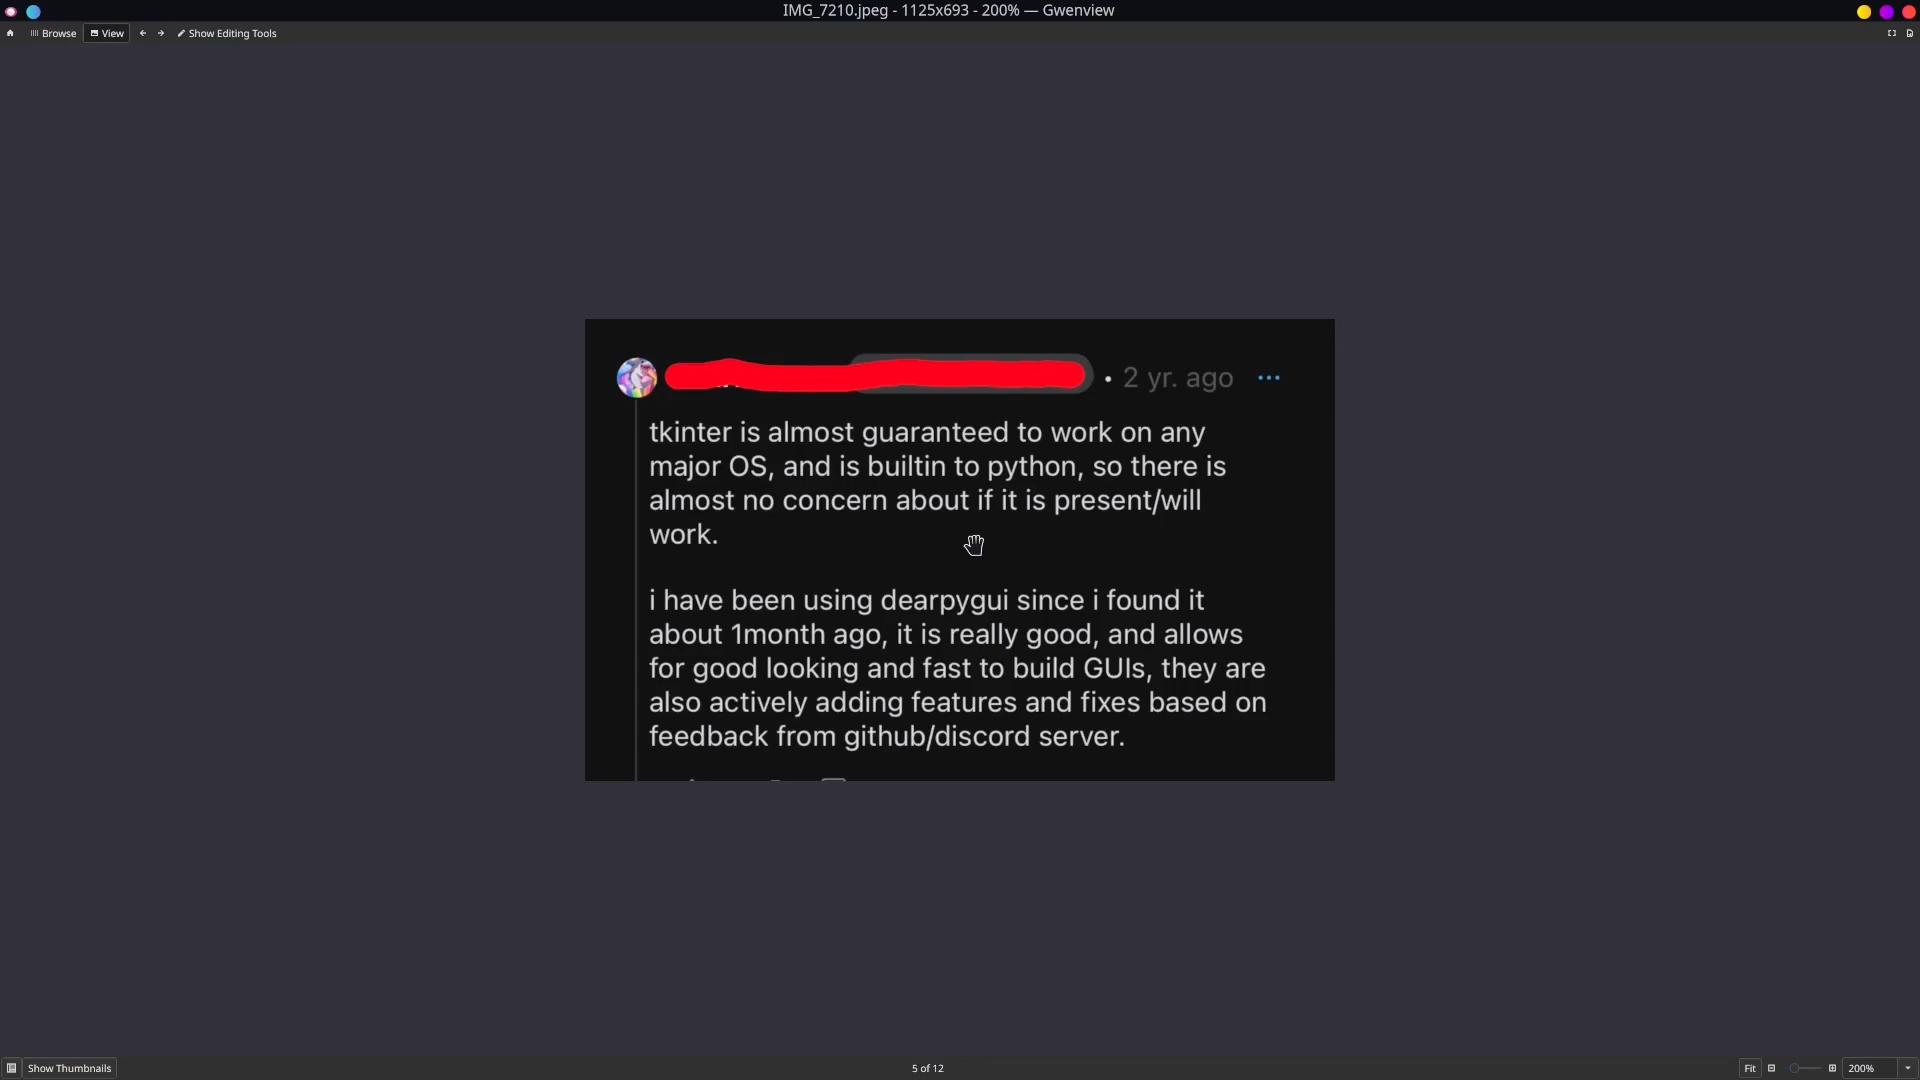 IMG_7210.jpeg - 1125x693 - 200% — Gwenview
Browse
View
Show Editing Tools
• 2 yr. ago
tkinter is almost guaranteed to work on any
major OS, and is builtin to python, so there is
almost no concern about if it is present/will
work.
i have been using dearpygui since i found it
about 1month ago, it is really good, and allows
for good looking and fast to build GUIs, they are
also actively adding features and fixes based on
feedback from github/discord server.
Show Thumbnails
5 of 12
Fit
200%